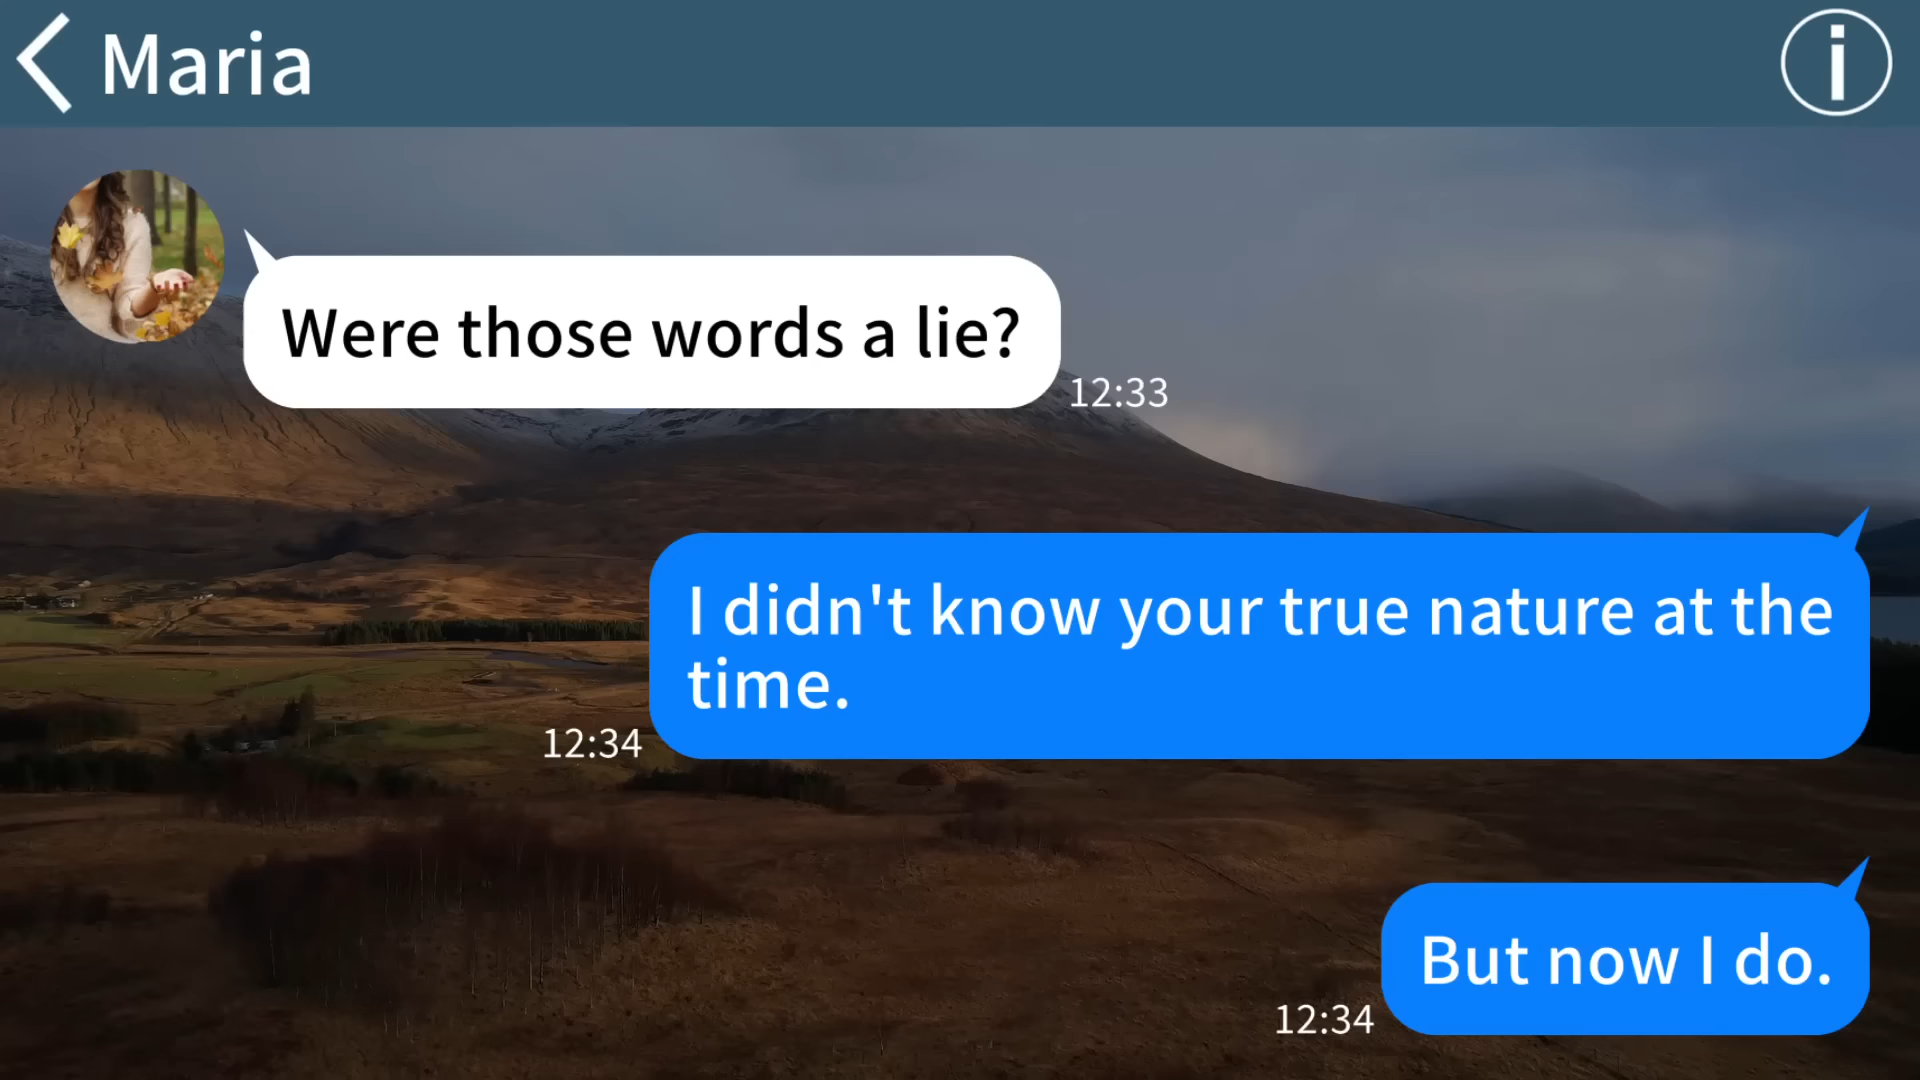 Maria
i
Were those words a lie?
12:33
I didn't know your true nature at the
time.
12:34
But now I do.
12:34